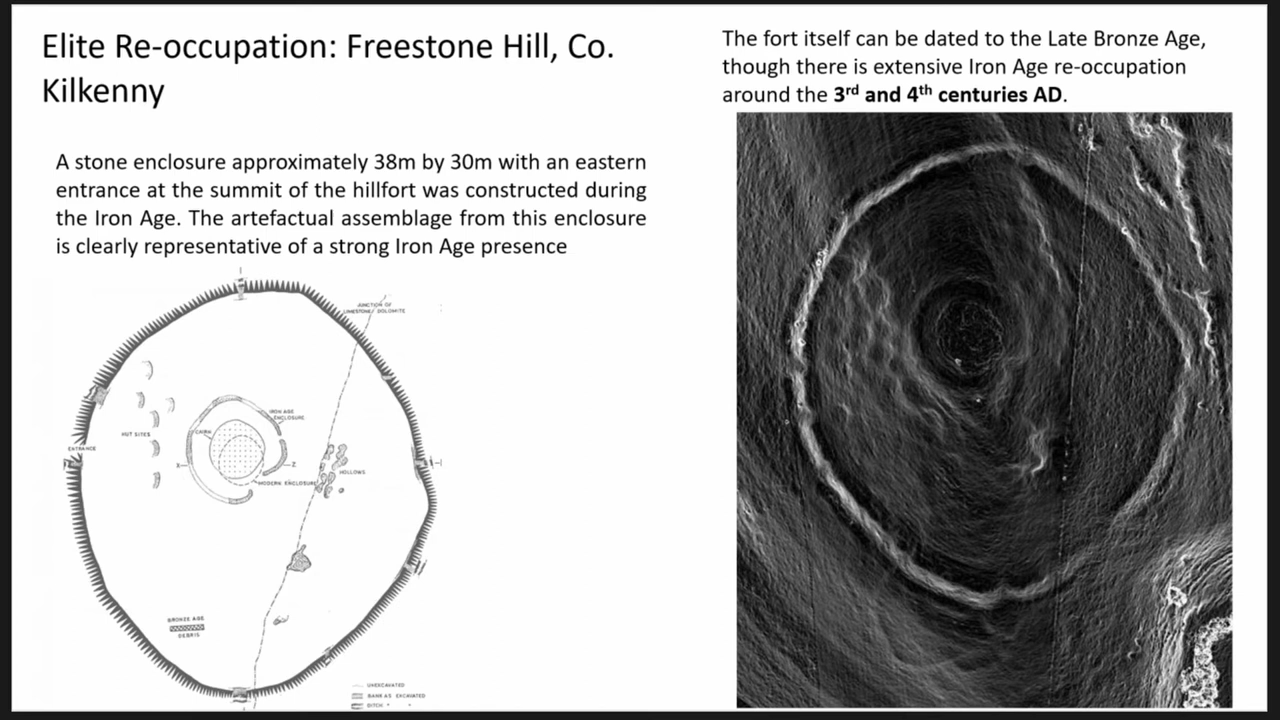 Elite Re-occupation: Freestone Hill, Co.
Kilkenny
A stone enclosure approximately 38m by 30m with an eastern
entrance at the summit of the hillfort was constructed during
the Iron Age. The artefactual assemblage from this enclosure
is clearly representative of a strong Iron Age presence
The fort itself can be dated to the Late Bronze Age,
though there is extensive Iron Age re-occupation
around the 3rd and 4th centuries AD.
JUNCTION OF
LIMESTONE/ DOLOMITE
IRON AGE
ENCLOSURE
CAIRN
HUT SITES
ENTRANCE
X
Z
HOLLOWS
MODERN ENCLOSURE
BRONZE AGE
DEBRIS
UNEXCAVATED
BANK AS EXCAVATED
DITCH " "